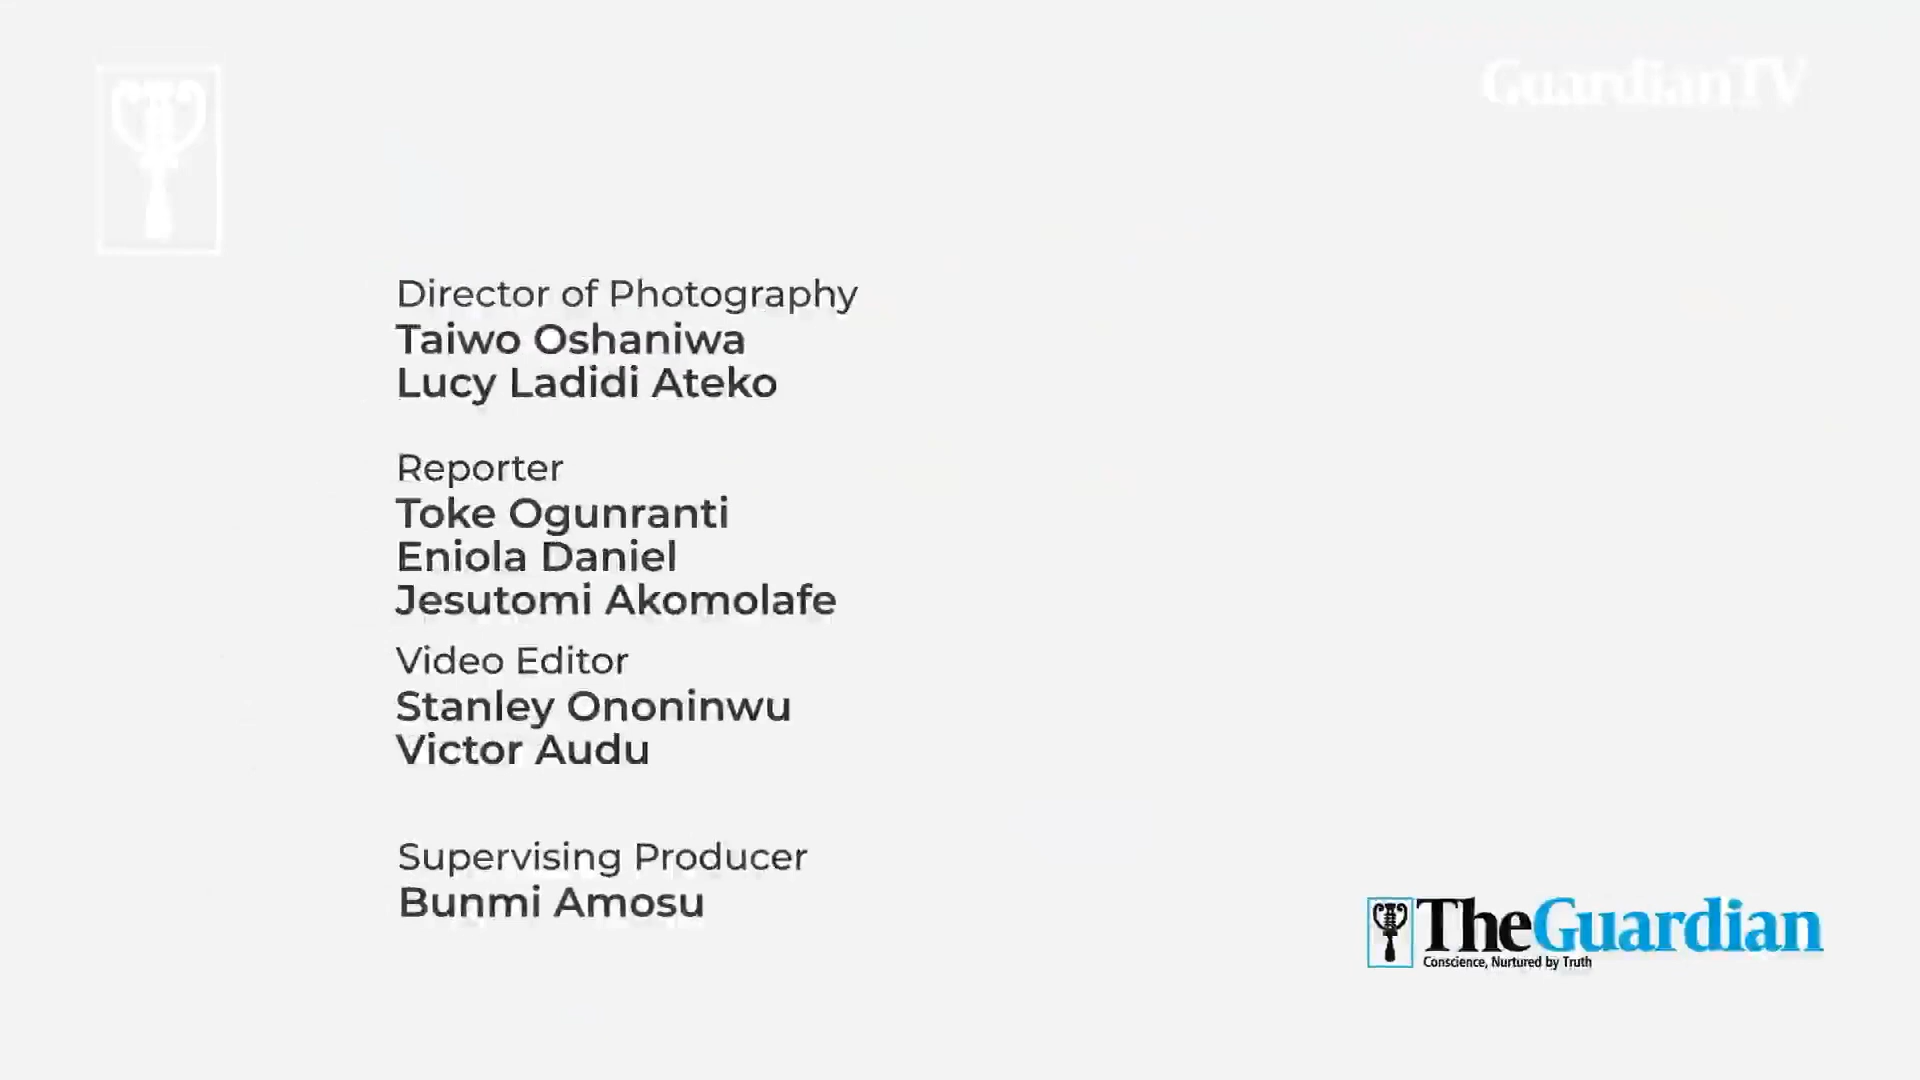 GuardianTV
Director of Photography
Taiwo Oshaniwa
Lucy Ladidi Ateko
Reporter
Toke Ogunranti
Eniola Daniel
Jesutomi Akomolafe
Video Editor
Stanley Ononinwu
Victor Audu
Supervising Producer
Bunmi Amosu
TheGuardian
Conscience, Nurtured by Truth